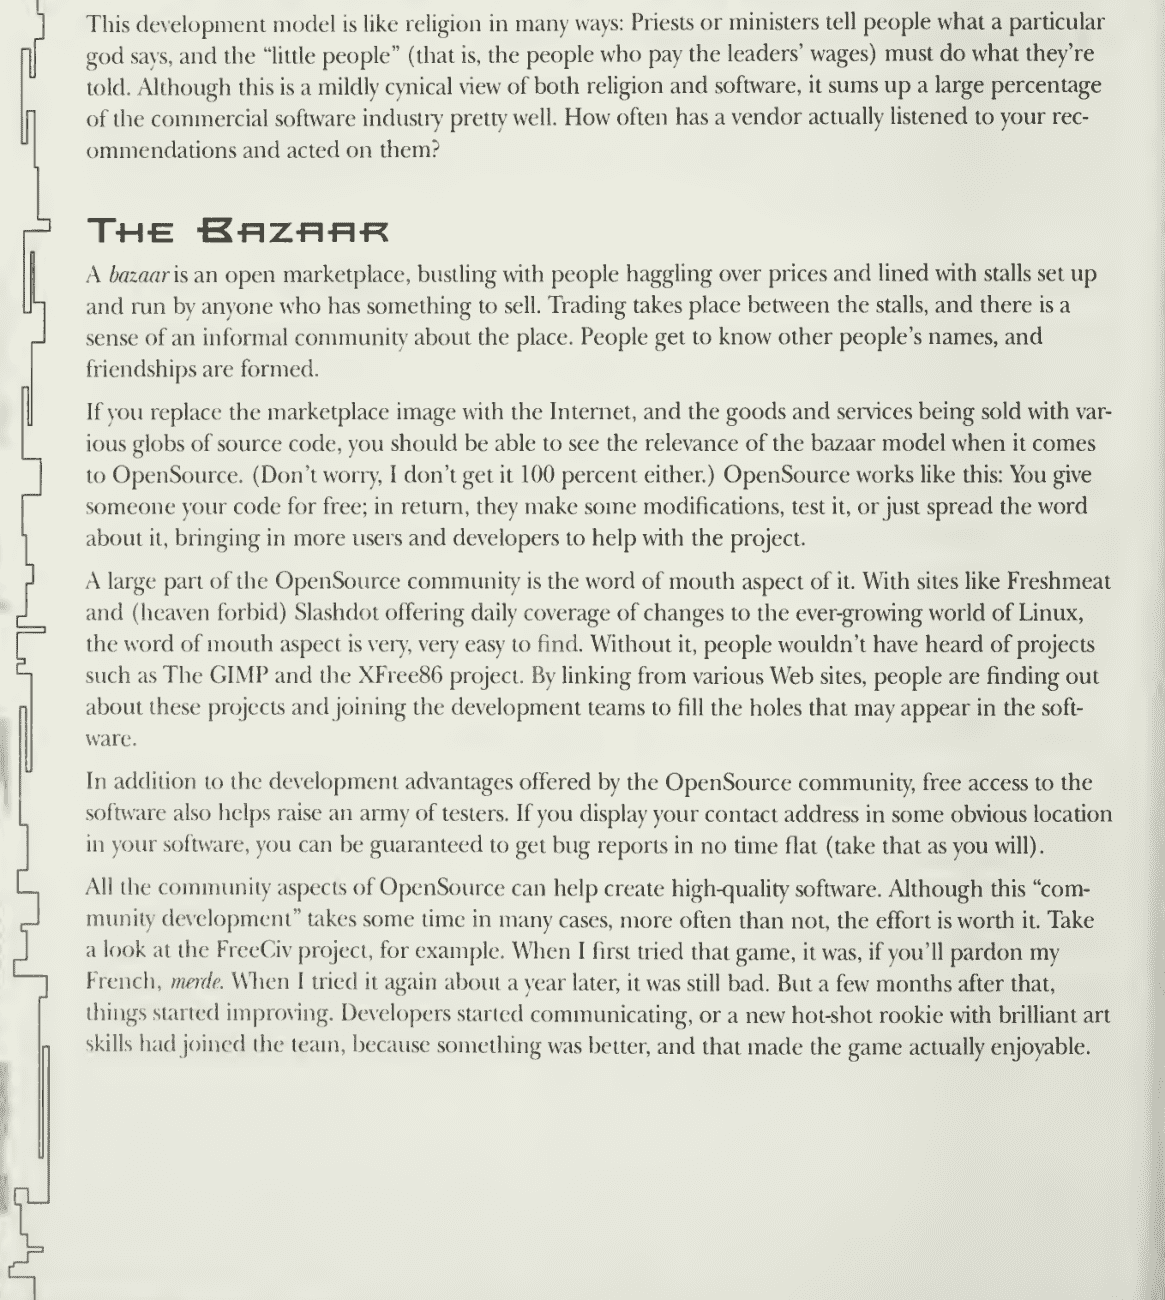 This development model is like religion in many ways: Priests or ministers tell people what a particular
god says, and the “little people” (that is, the people who pay the leaders’ wages) must do what they’re
told. Although this is a mildly cynical view of both religion and software, it sums up a large percentage
of the commercial software industry pretty well. How often has a vendor actually listened to your rec-
ommendations and acted on them?
THE BAZAAR
A bazaar is an open marketplace, bustling with people haggling over prices and lined with stalls set up
and run by anyone who has something to sell. Trading takes place between the stalls, and there is a
sense of an informal community about the place. People get to know other people’s names, and
friendships are formed.
If you replace the marketplace image with the Internet, and the goods and services being sold with var-
ious globs of source code, you should be able to see the relevance of the bazaar model when it comes
to OpenSource. (Don’t worry, I don’t get it 100 percent either.) OpenSource works like this: You give
someone your code for free; in return, they make some modifications, test it, or just spread the word
about it, bringing in more users and developers to help with the project.
A large part of the OpenSource community is the word of mouth aspect of it. With sites like Freshmeat
and (heaven forbid) Slashdot offering daily coverage of changes to the ever-growing world of Linux,
the word of mouth aspect is very, very easy to find. Without it, people wouldn’t have heard of projects
such as The GIMP and the XFree86 project. By linking from various Web sites, people are finding out
about these projects and joining the development teams to fill the holes that may appear in the soft-
ware.
In addition to the development advantages offered by the OpenSource community, free access to the
software also helps raise an army of testers. If you display your contact address in some obvious location
in your software, you can be guaranteed to get bug reports in no time flat (take that as you will).
All the community aspects of OpenSource can help create high-quality software. Although this “com-
munity development” takes some time in many cases, more often than not, the effort is worth it. Take
a look at the FreeCiv project, for example. When I first tried that game, it was, if you’ll pardon my
French, merde. When I tried it again about a year later, it was still bad. But a few months after that,
things started improving. Developers started communicating, or a new hot-shot rookie with brilliant art
skills had joined the team, because something was better, and that made the game actually enjoyable.